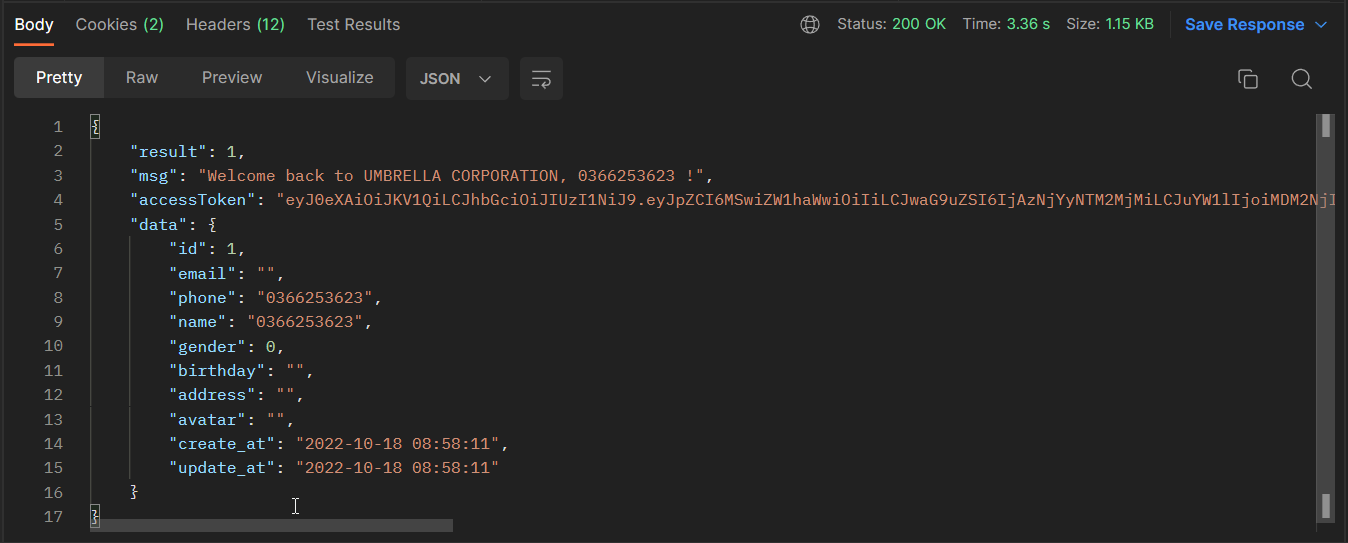 Body Cookies (2) Headers (12) Test Results Status: 200 OK Time: 3.36 s Size: 1.15 KB Save Response
Pretty Raw Preview Visualize JSON
1 {
2 "result": 1,
3 "msg": "Welcome back to UMBRELLA CORPORATION, 0366253623 !",
4 "accessToken": "eyJ0eXAiOiJKV1QiLCJhbGciOiJIUzI1NiJ9.eyJpZCI6MSwiZW1haWwiOiIiLCJwaG9uZSI6IjAzNjYyNTM2MjMiLCJuYW1lIjoiMDM2NjI
5 "data": {
6 "id": 1,
7 "email": "",
8 "phone": "0366253623",
9 "name": "0366253623",
10 "gender": 0,
11 "birthday": "",
12 "address": "",
13 "avatar": "",
14 "create_at": "2022-10-18 08:58:11",
15 "update_at": "2022-10-18 08:58:11"
16 }
17 }